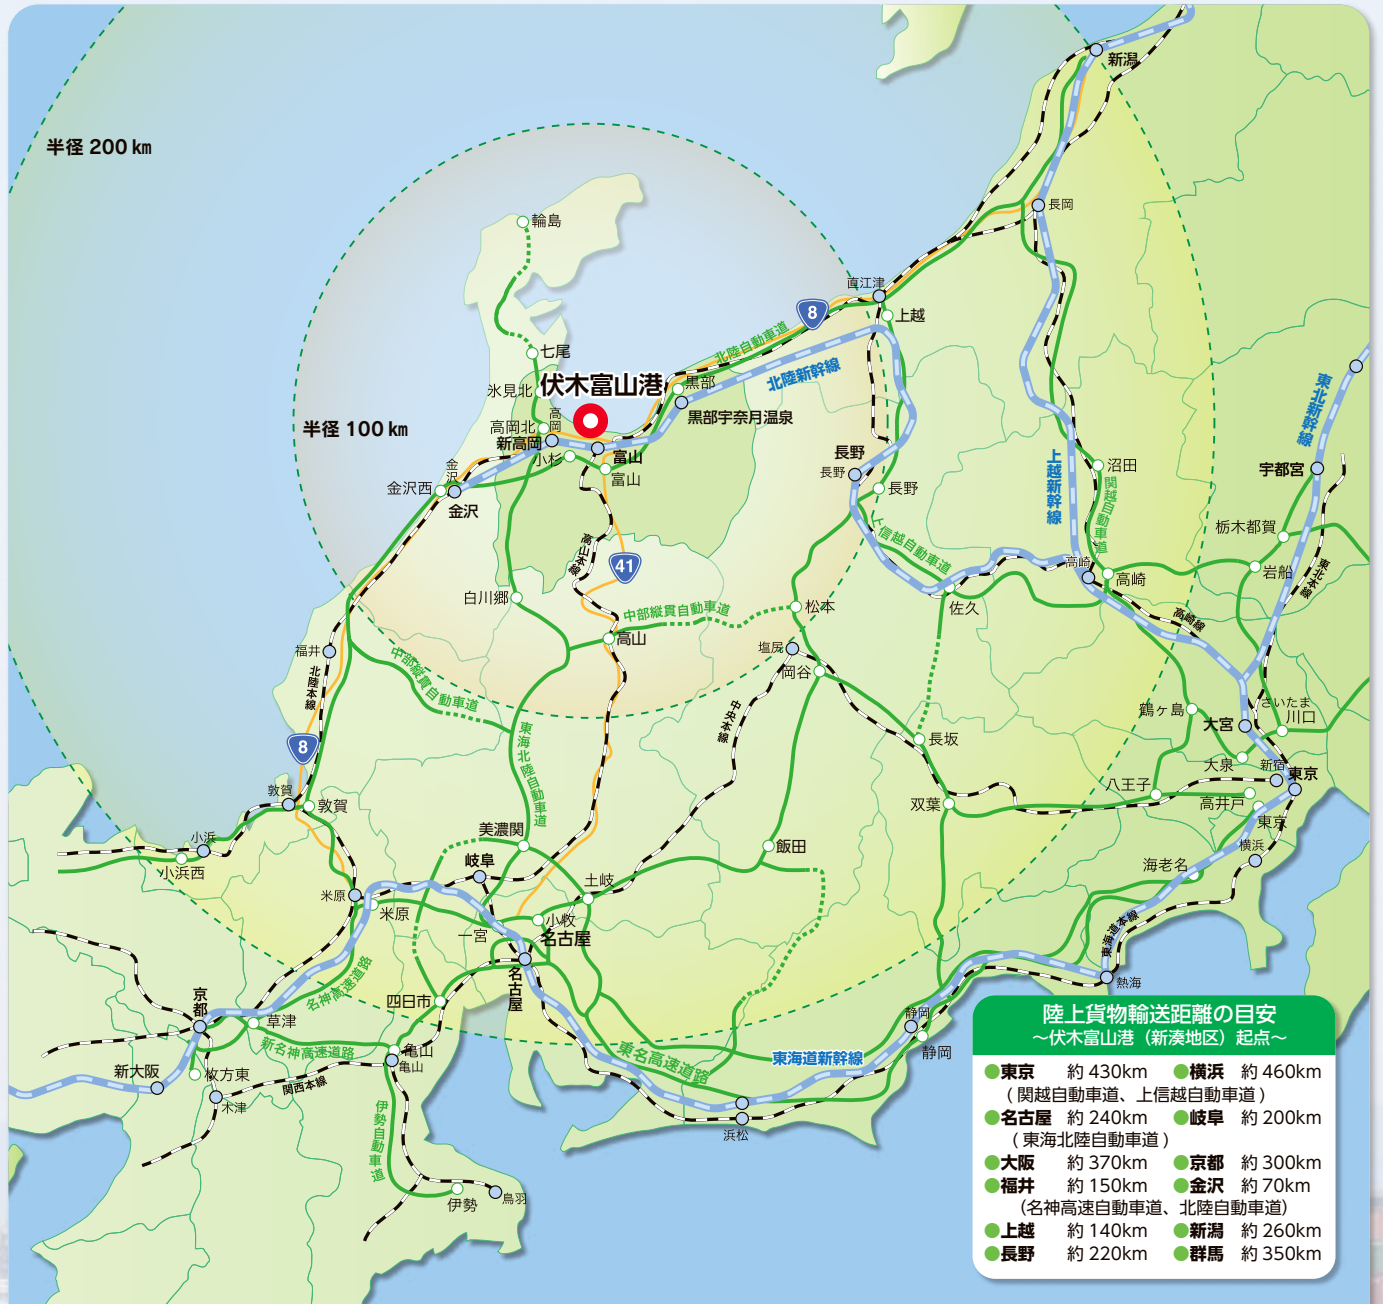 半径 200 km
新潟
長岡
輪島
直江津
上越
8
北陸自動車道
北陸新幹線
七尾
氷見北
伏木富山港
黒部
黒部宇奈月温泉
高岡
高岡北
新高岡
半径 100 km
小杉
富山
富山
金沢
金沢西
金沢
長野
長野
長野
上越新幹線
沼田
関越自動車道
東北新幹線
宇都宮
栃木都賀
岩船
東北本線
上信越自動車道
高崎
高崎
佐久
高崎線
高山本線
41
白川郷
中部縦貫自動車道
松本
高山
塩尻
岡谷
福井
北陸本線
中部縦貫自動車道
東海北陸自動車道
中央本線
8
鶴ヶ島
さいたま
川口
大宮
長坂
大泉
新宿
東京
八王子
高井戸
東京
双葉
敦賀
敦賀
小浜
小浜西
美濃関
岐阜
飯田
横浜
海老名
土岐
米原
米原
小牧
一宮
名古屋
名古屋
東海道本線
熱海
名神高速道路
四日市
京都
草津
新名神高速道路
亀山
亀山
新大阪
枚方東
木津
関西本線
伊勢自動車道
伊勢
鳥羽
東名高速道路
東海道新幹線
静岡
静岡
浜松
陸上貨物輸送距離の目安
～伏木富山港（新湊地区）起点～
●東京 約 430km ●横浜 約 460km
( 関越自動車道、上信越自動車道 )
●名古屋 約 240km ●岐阜 約 200km
( 東海北陸自動車道 )
●大阪 約 370km ●京都 約 300km
●福井 約 150km ●金沢 約 70km
（名神高速自動車道、北陸自動車道）
●上越 約 140km ●新潟 約 260km
●長野 約 220km ●群馬 約 350km